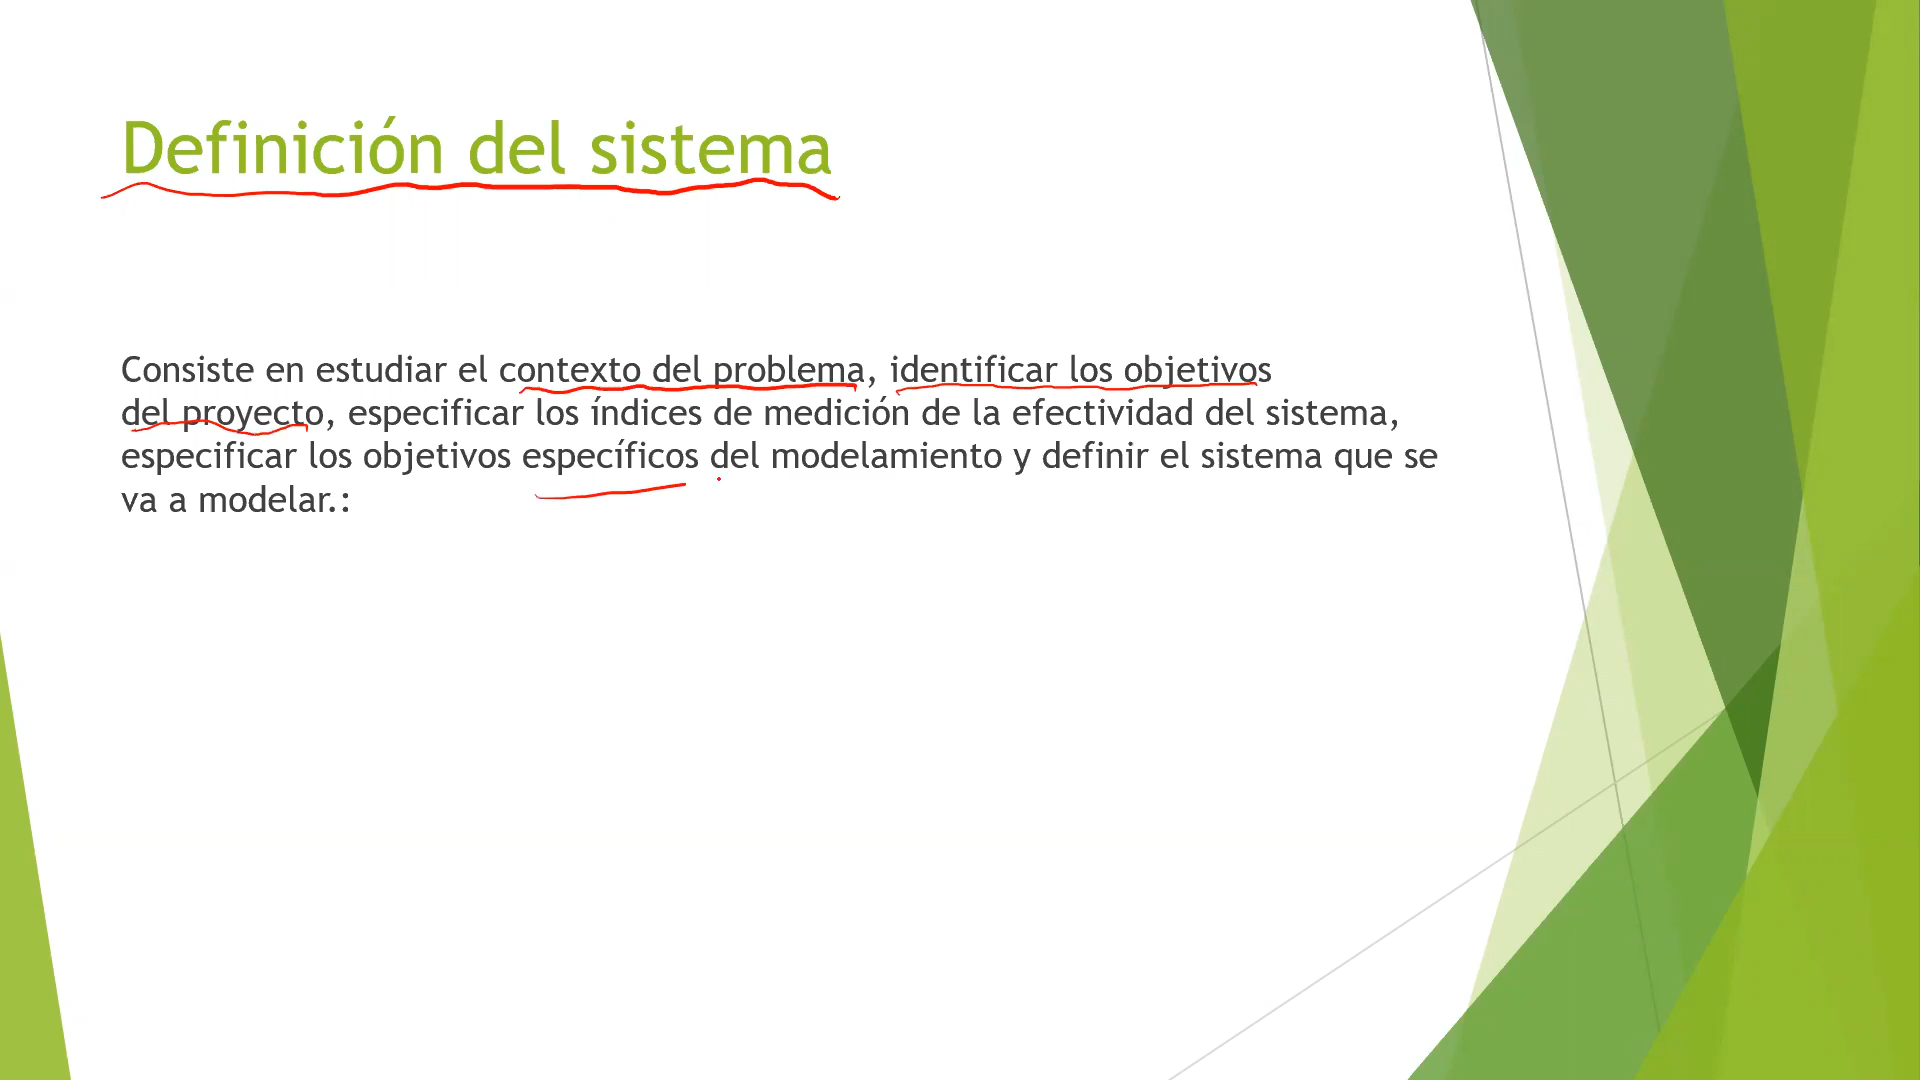 Definición del sistema
Consiste en estudiar el contexto del problema, identificar los objetivos
del proyecto, especificar los índices de medición de la efectividad del sistema,
especificar los objetivos específicos del modelamiento y definir el sistema que se
va a modelar.: